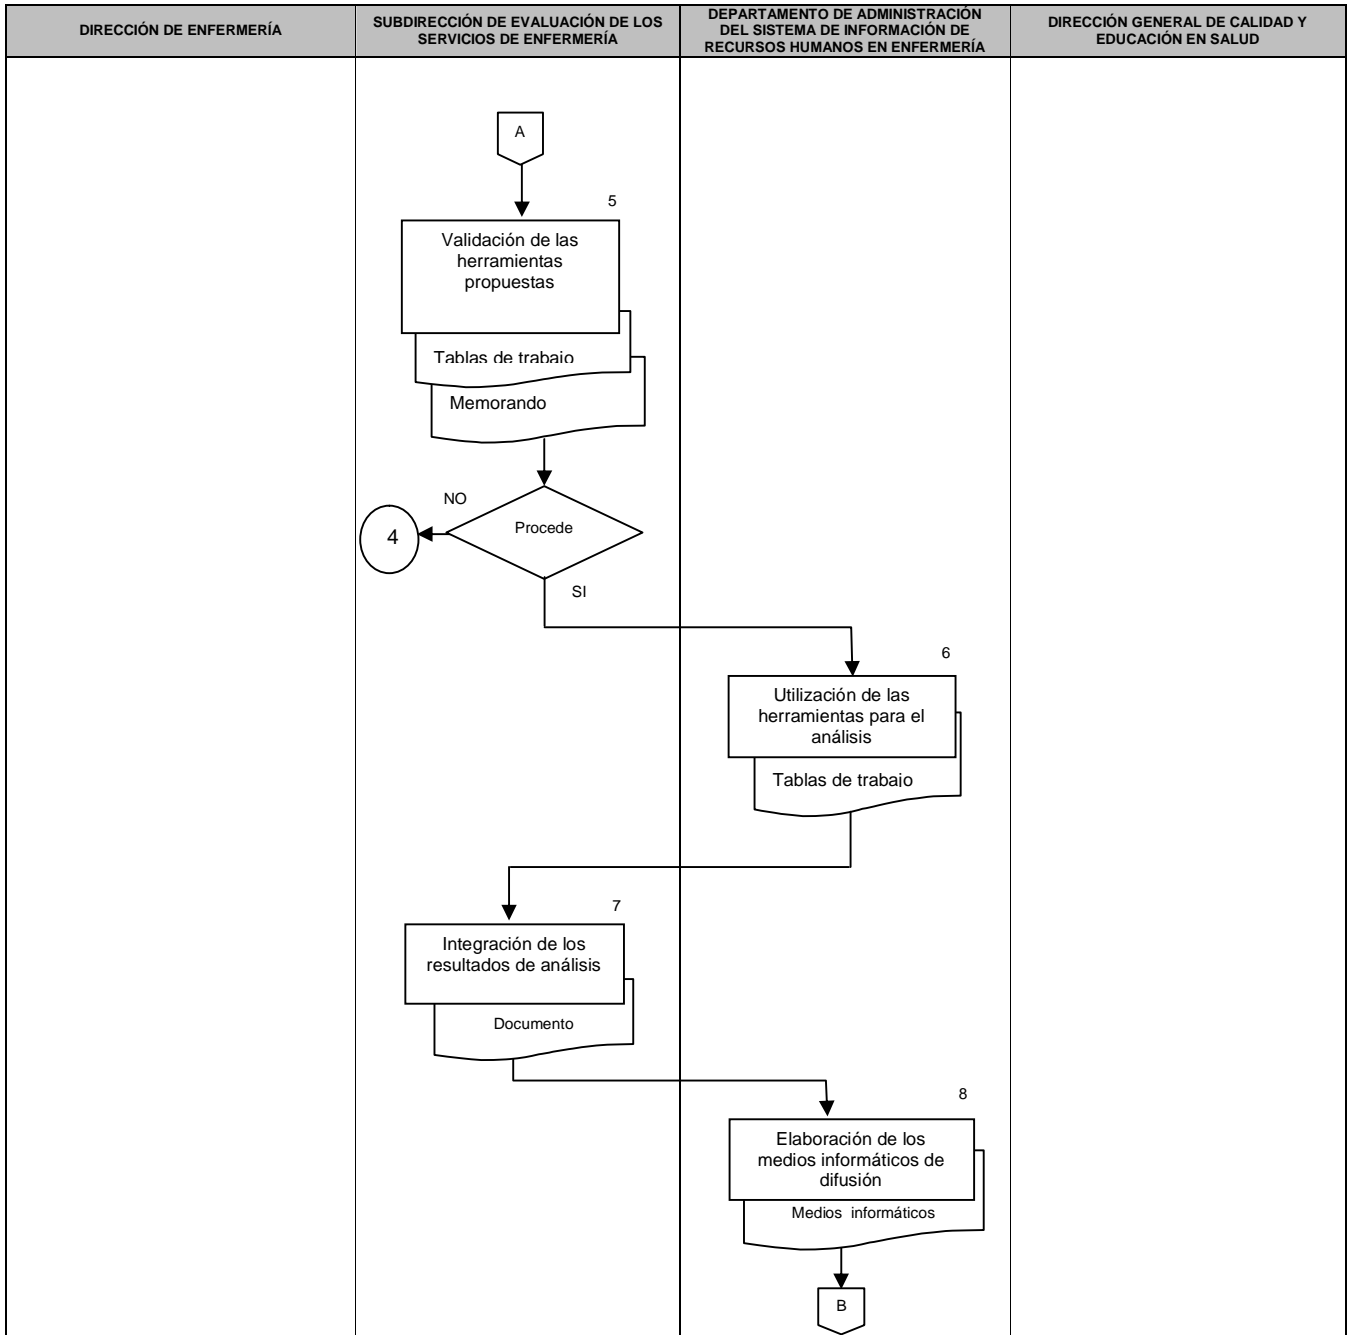 DIRECCIÓN DE ENFERMERÍA
SUBDIRECCIÓN DE EVALUACIÓN DE LOS
SERVICIOS DE ENFERMERÍA
DEPARTAMENTO DE ADMINISTRACIÓN
DEL SISTEMA DE INFORMACIÓN DE
RECURSOS HUMANOS EN ENFERMERÍA
DIRECCIÓN GENERAL DE CALIDAD Y
EDUCACIÓN EN SALUD
A
5
Validación de las
herramientas
propuestas
Tablas de trabajo
Memorando
NO
4
Procede
SI
6
Utilización de las
herramientas para el
análisis
Tablas de trabajo
7
Integración de los
resultados de análisis
Documento
8
Elaboración de los
medios informáticos de
difusión
Medios informáticos
B